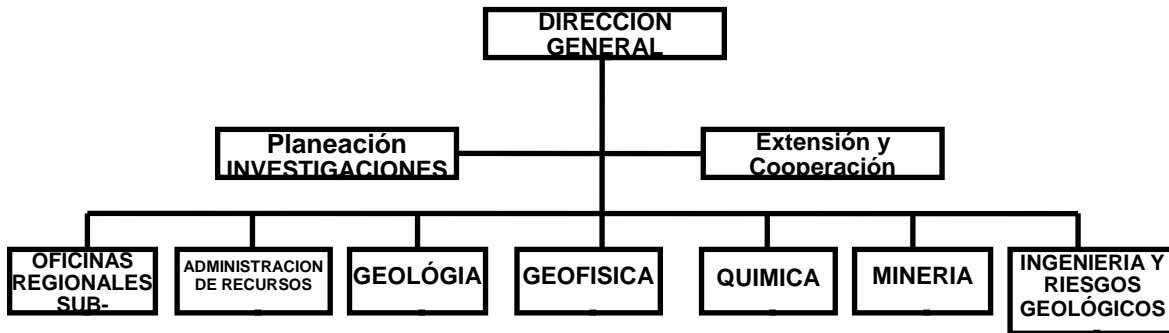 DIRECCION
GENERAL
Planeación
INVESTIGACIONES
Extensión y
Cooperación
OFICINAS
REGIONALES
SUB-
ADMINISTRACION
DE RECURSOS
GEOLÓGIA
GEOFISICA
QUIMICA
MINERIA
INGENIERIA Y
RIESGOS
GEOLÓGICOS